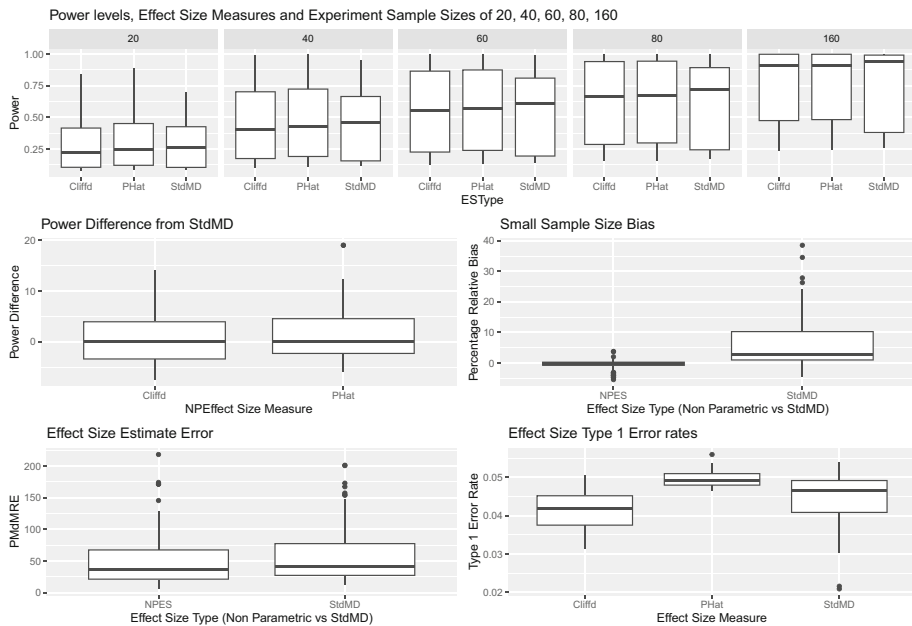 Power levels, Effect Size Measures and Experiment Sample Sizes of 20, 40, 60, 80, 160
20 40 60 80 160
1.00
0.75
0.50
0.25
Power
Cliffd PHat StdMD Cliffd PHat StdMD Cliffd PHat StdMD Cliffd PHat StdMD Cliffd PHat StdMD
ESType
Power Difference from StdMD
20
10
0
Power Difference
Cliffd PHat
NPEffect Size Measure
Small Sample Size Bias
40
30
20
10
0
Percentage Relative Bias
NPES StdMD
Effect Size Type (Non Parametric vs StdMD)
Effect Size Estimate Error
200
150
100
50
0
PMdMRE
NPES StdMD
Effect Size Type (Non Parametric vs StdMD)
Effect Size Type 1 Error rates
0.05
0.04
0.03
0.02
Type 1 Error Rate
Cliffd PHat StdMD
Effect Size Measure